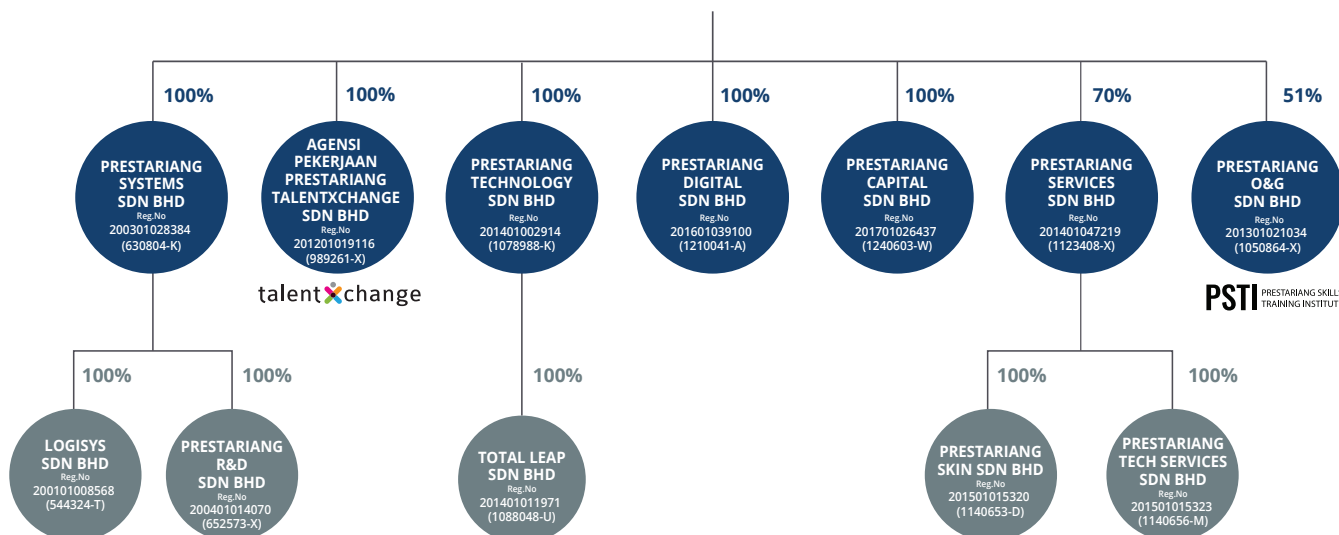 100%
100%
100%
100%
100%
70%
51%
PRESTARIANG
SYSTEMS
SDN BHD
Reg.No
200301028384
(630804-K)
AGENSI
PEKERJAAN
PRESTARIANG
TALENTXCHANGE
SDN BHD
Reg.No
201201019116
(989261-X)
talentXchange
PRESTARIANG
TECHNOLOGY
SDN BHD
Reg.No
201401002914
(1078988-K)
PRESTARIANG
DIGITAL
SDN BHD
Reg.No
201601039100
(1210041-A)
PRESTARIANG
CAPITAL
SDN BHD
Reg.No
201701026437
(1240603-W)
PRESTARIANG
SERVICES
SDN BHD
Reg.No
201401047219
(1123408-X)
PRESTARIANG
O&G
SDN BHD
Reg.No
201301021034
(1050864-X)
PSTI
PRESTARIANG SKILL
TRAINING INSTITUT
100%
100%
100%
100%
100%
LOGISYS
SDN BHD
Reg.No
200101008568
(544324-T)
PRESTARIANG
R&D
SDN BHD
Reg.No
200401014070
(652573-X)
TOTAL LEAP
SDN BHD
Reg.No
201401011971
(1088048-U)
PRESTARIANG
SKIN SDN BHD
Reg.No
201501015320
(1140653-D)
PRESTARIANG
TECH SERVICES
SDN BHD
Reg.No
201501015323
(1140656-M)